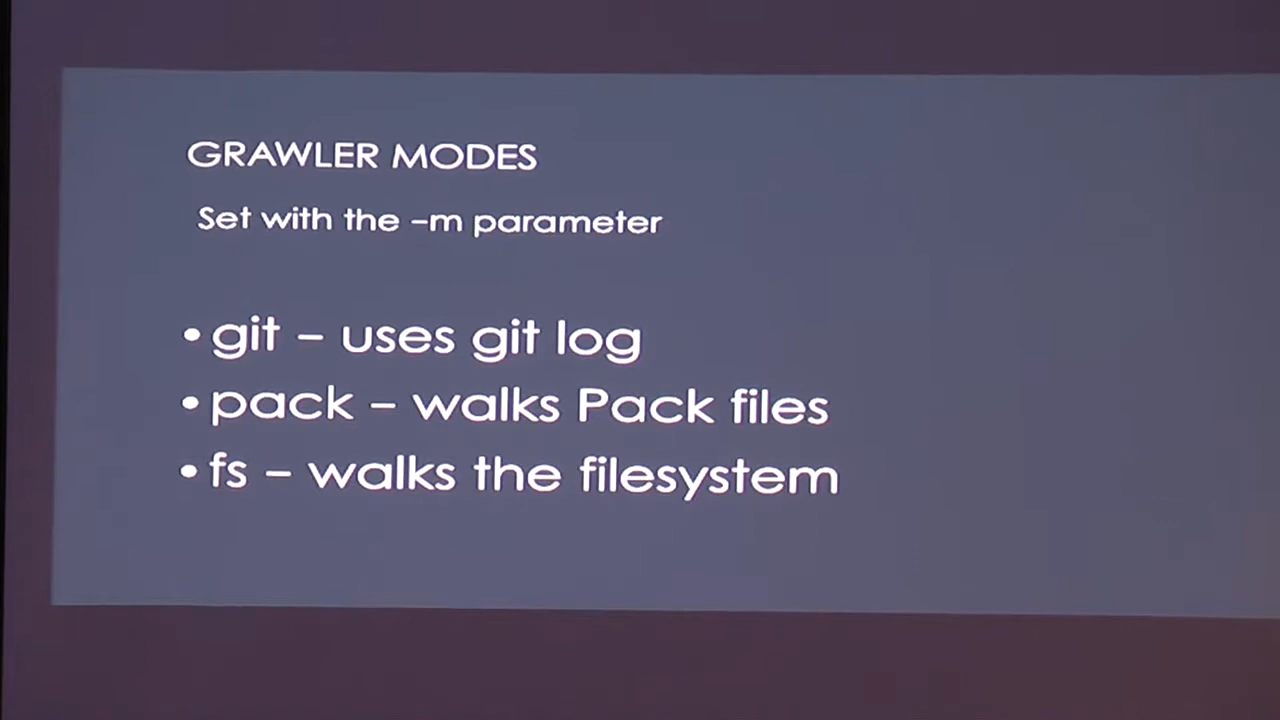 GRAWLER MODES
Set with the –m parameter
• git – uses git log
• pack – walks Pack files
• fs – walks the filesystem